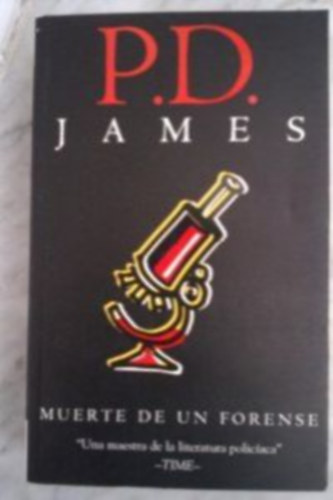 P.D.
JAMES
MUERTE DE UN FORENSE
"Una maestra de la literatura policíaca"
–TIME–